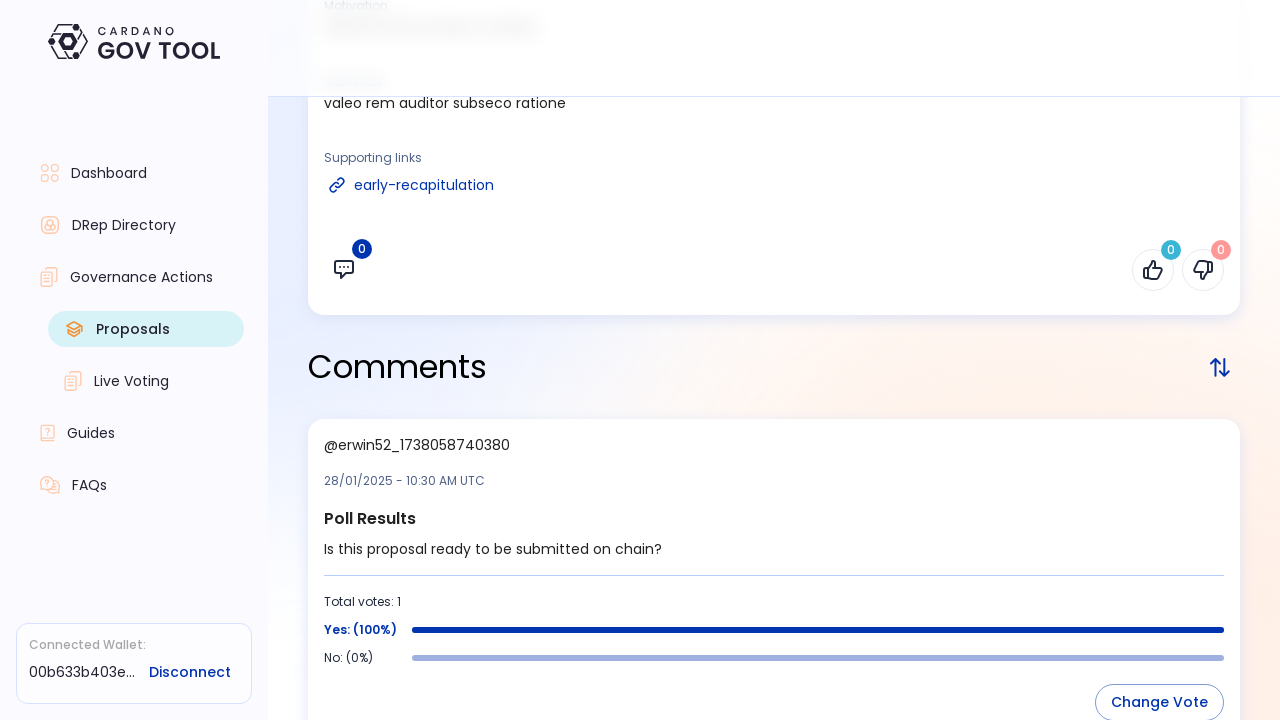 CARDANO
GOV TOOL
Dashboard
DRep Directory
Governance Actions
Proposals
Live Voting
Guides
FAQs
Connected Wallet:
00b633b403e...
Disconnect
Motivation
valeo rem auditor subseco ratione
Supporting links
early-recapitulation
0
0
0
Comments
@erwin52_1738058740380
28/01/2025 - 10:30 AM UTC
Poll Results
Is this proposal ready to be submitted on chain?
Total votes: 1
Yes: (100%)
No: (0%)
Change Vote